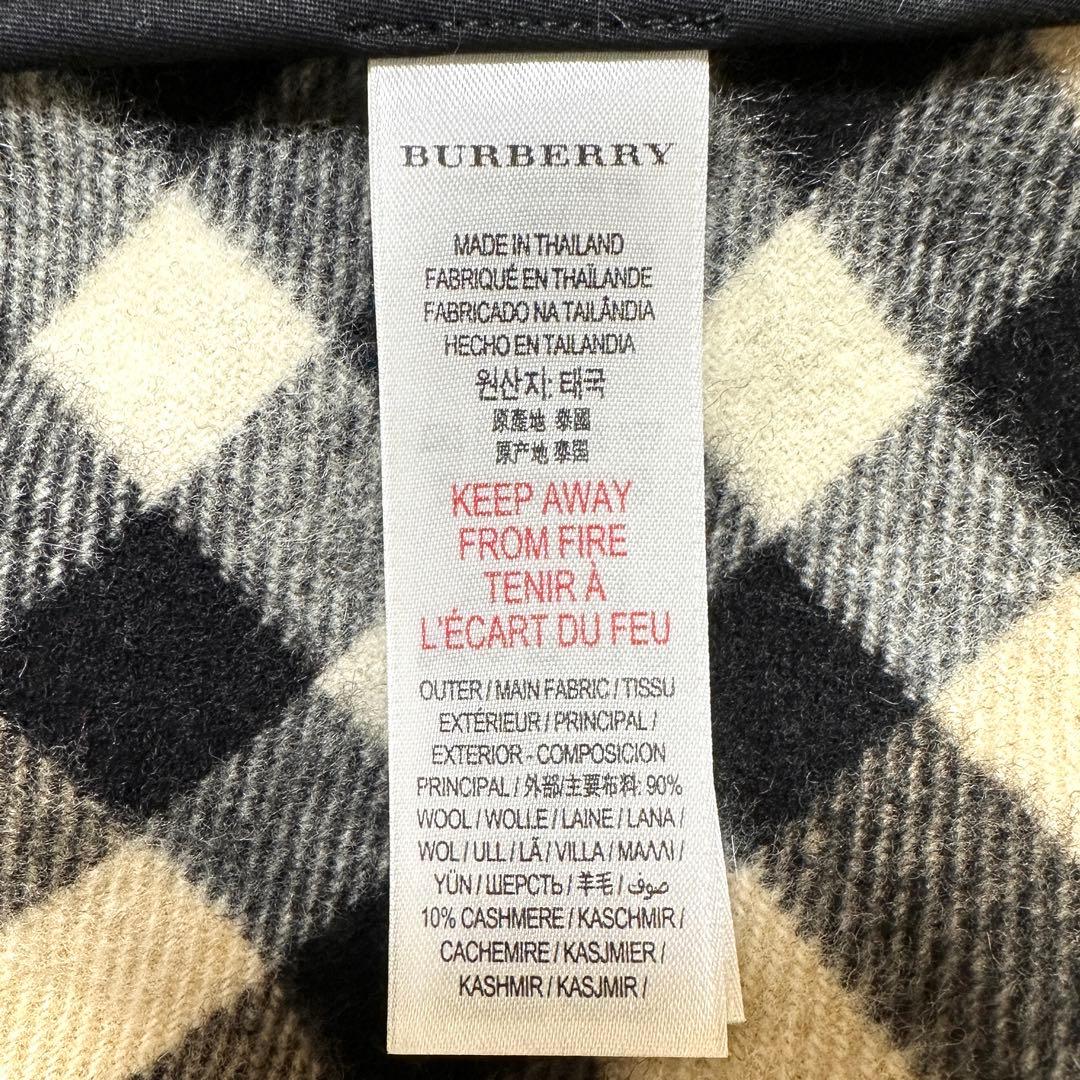 BURBERRY
MADE IN THAILAND
FABRIQUÉ EN THAÏLANDE
FABRICADO NA TAILÂNDIA
HECHO EN TAILANDIA
원산지: 태국
原產地 泰國
原产地 泰国
KEEP AWAY
FROM FIRE
TENIR À
L'ÉCART DU FEU
OUTER / MAIN FABRIC / TISSU
EXTÉRIEUR / PRINCIPAL /
EXTERIOR - COMPOSICION
PRINCIPAL / 外部/主要布料: 90%
WOOL / WOLLE / LAINE / LANA /
WOL / ULL / LÃ / VILLA / ΜΑΛΛΙ /
YÜN / ШЕРСТЬ / 羊毛 / صوف /
10% CASHMERE / KASCHMIR /
CACHEMIRE / KASJMIER /
KASHMIR / KASJMIR /